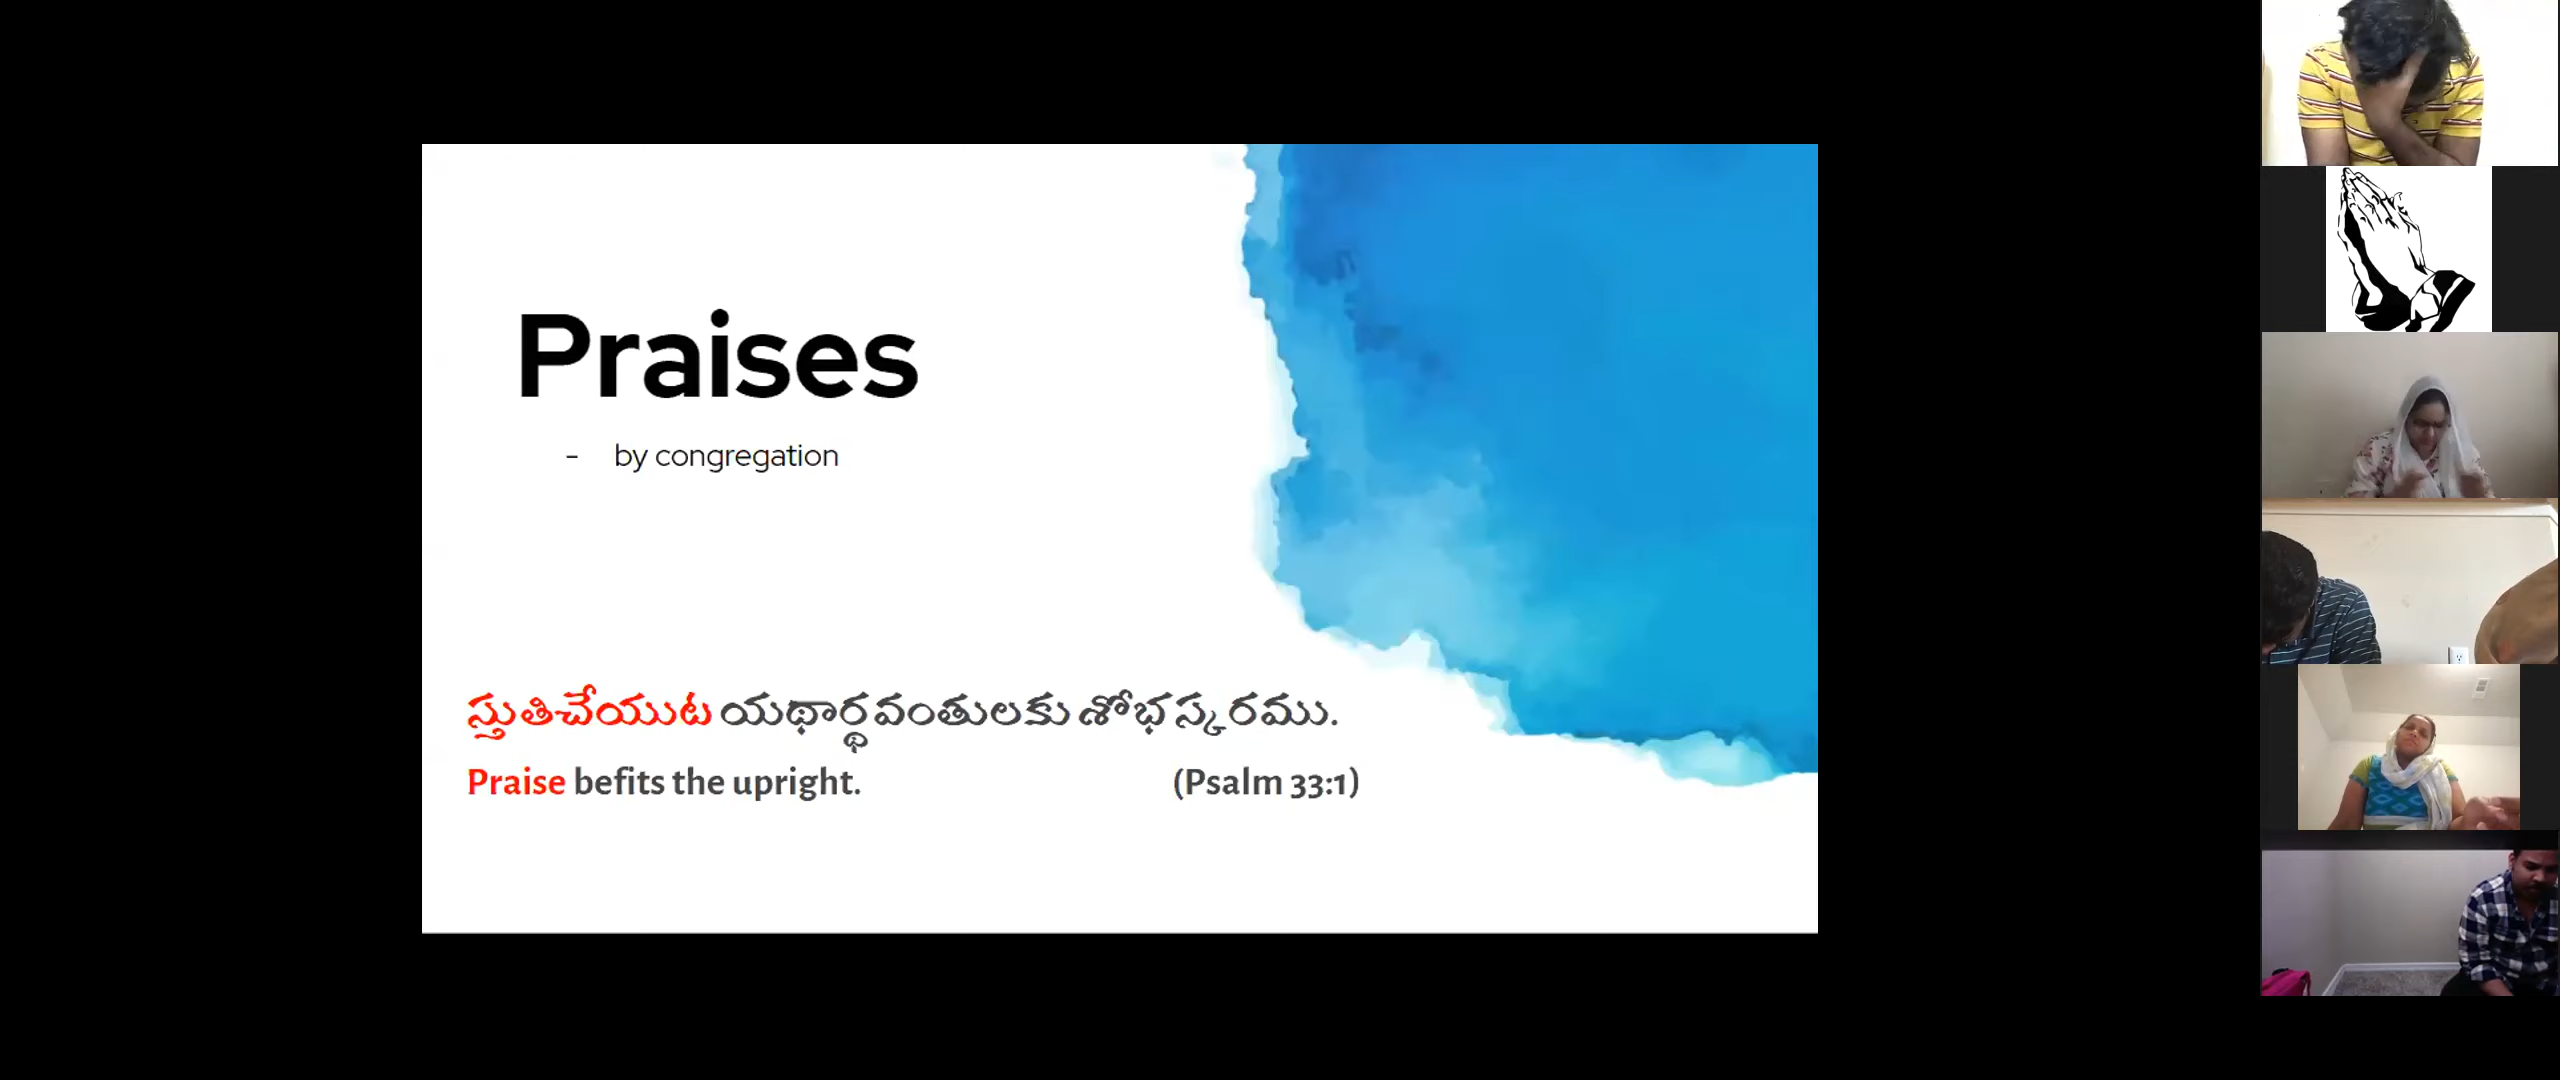 Praises
- by congregation
స్తుతిచేయుట యథార్థవంతులకు శోభస్కరము.
Praise befits the upright. (Psalm 33:1)